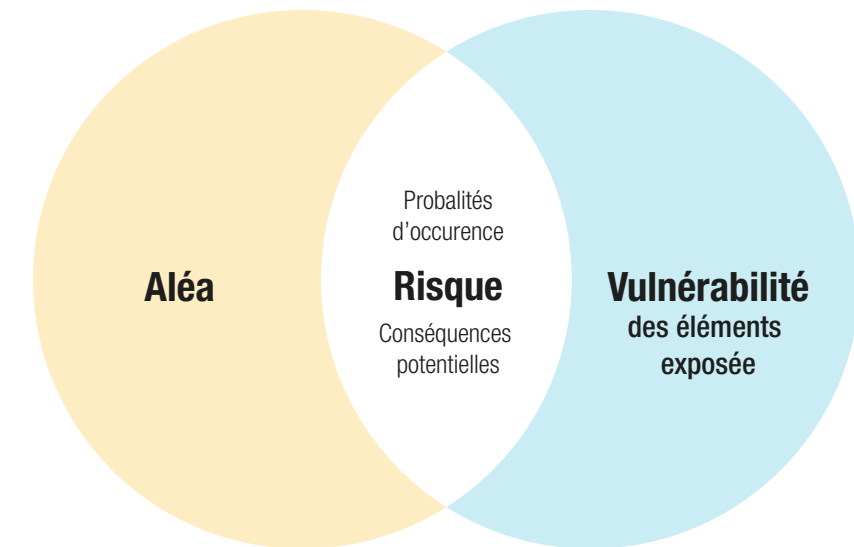 Aléa
Probalités
d'occurence
Risque
Conséquences
potentielles
Vulnérabilité
des éléments
exposée